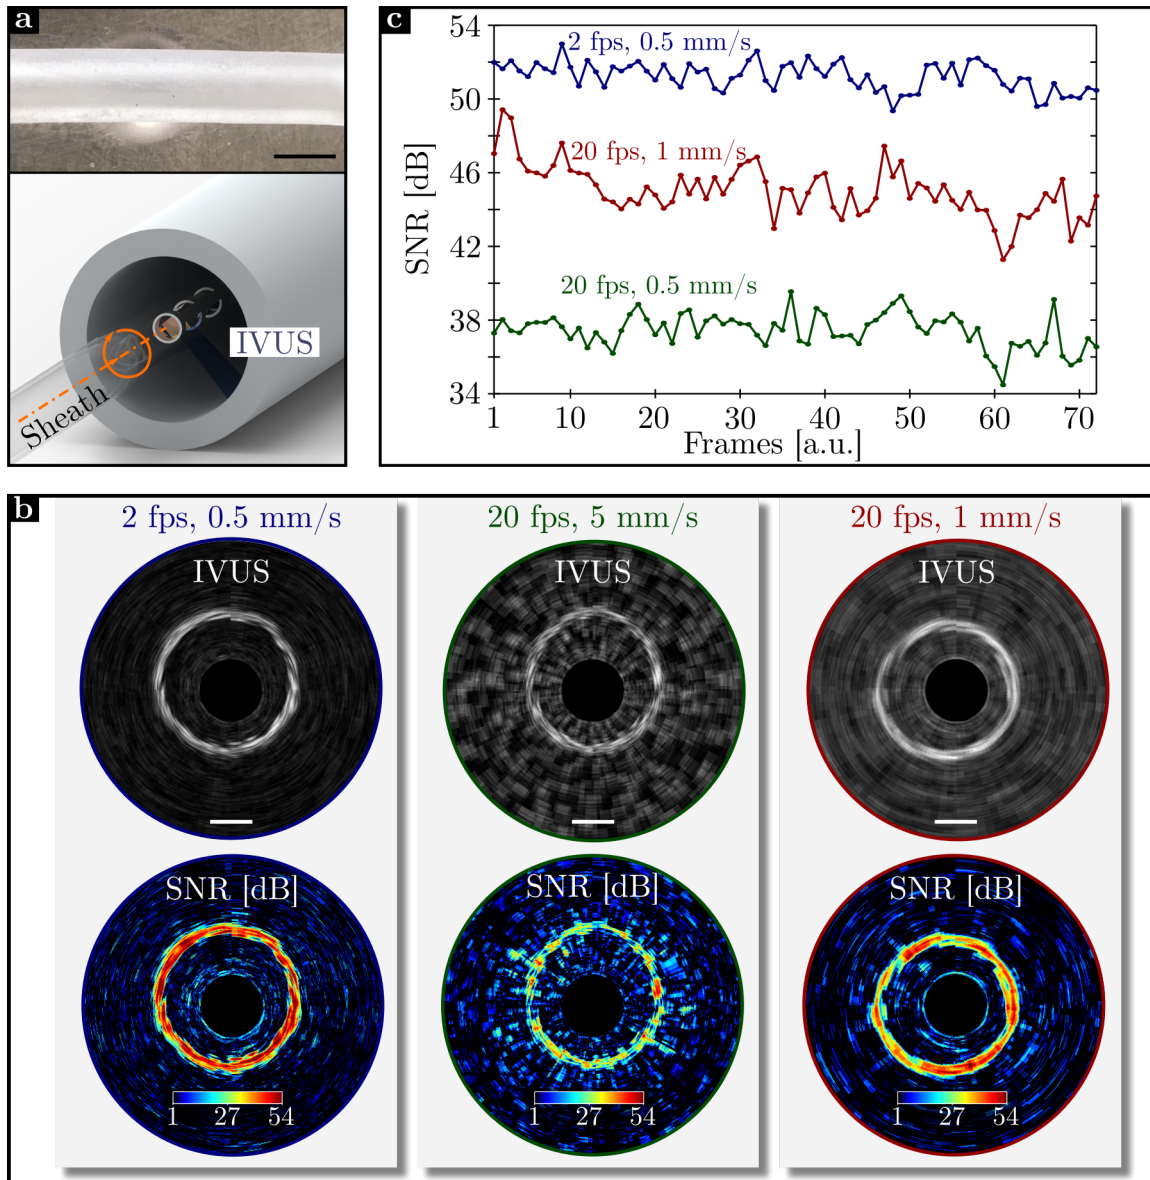 a
Sheath
IVUS
c
SNR [dB]
54
50
46
42
38
34
2 fps, 0.5 mm/s
20 fps, 1 mm/s
20 fps, 0.5 mm/s
1 10 20 30 40 50 60 70
Frames [a.u.]
b
2 fps, 0.5 mm/s
IVUS
SNR [dB]
1 27 54
20 fps, 5 mm/s
IVUS
SNR [dB]
1 27 54
20 fps, 1 mm/s
IVUS
SNR [dB]
1 27 54